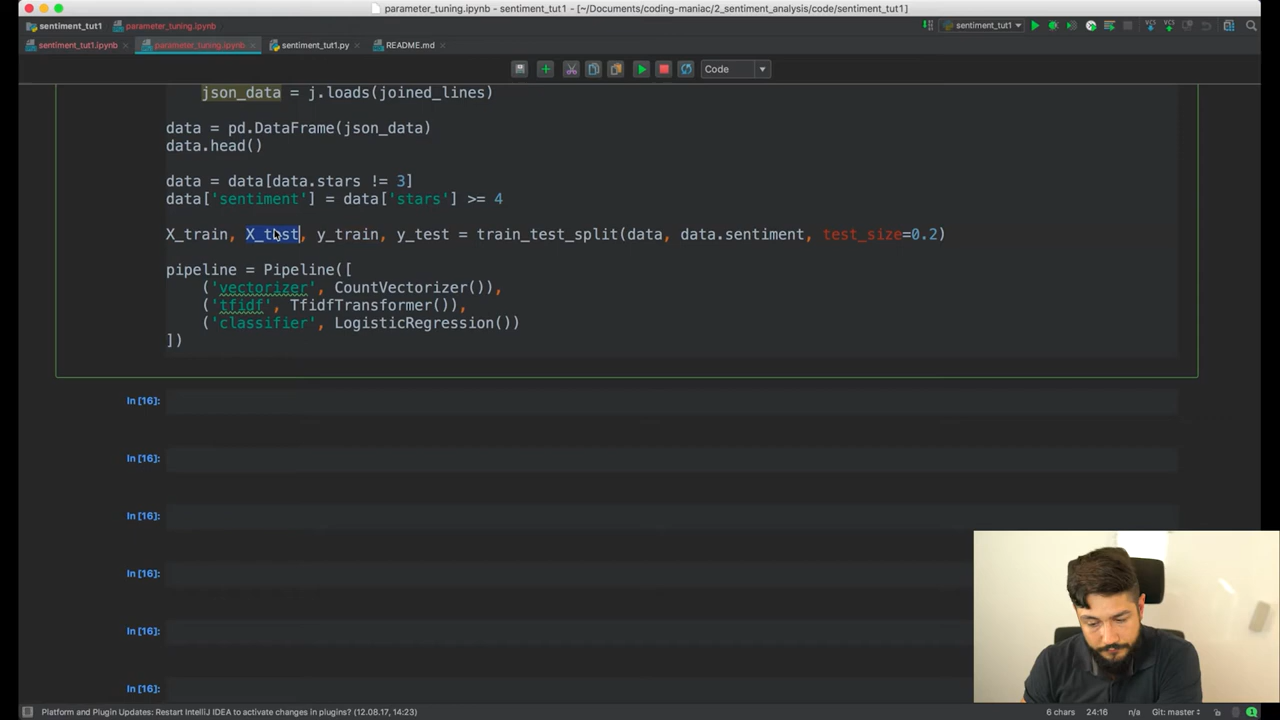 parameter_tuning.ipynb - sentiment_tut1 - [~/Documents/coding-maniac/2_sentiment_analysis/code/sentiment_tut1]
sentiment_tut1 parameter_tuning.ipynb sentiment_tut1
sentiment_tut1.ipynb parameter_tuning.ipynb sentiment_tut1.py README.md
Code
json_data = j.loads(joined_lines)
data = pd.DataFrame(json_data)
data.head()
data = data[data.stars != 3]
data['sentiment'] = data['stars'] >= 4
X_train, X_test, y_train, y_test = train_test_split(data, data.sentiment, test_size=0.2)
pipeline = Pipeline([
('vectorizer', CountVectorizer()),
('tfidf', TfidfTransformer()),
('classifier', LogisticRegression())
])
In [16]:
In [16]:
In [16]:
In [16]:
In [16]:
In [16]:
Platform and Plugin Updates: Restart IntelliJ IDEA to activate changes in plugins? (12.08.17, 14:23) 6 chars 24:16 n/a Git: master 1